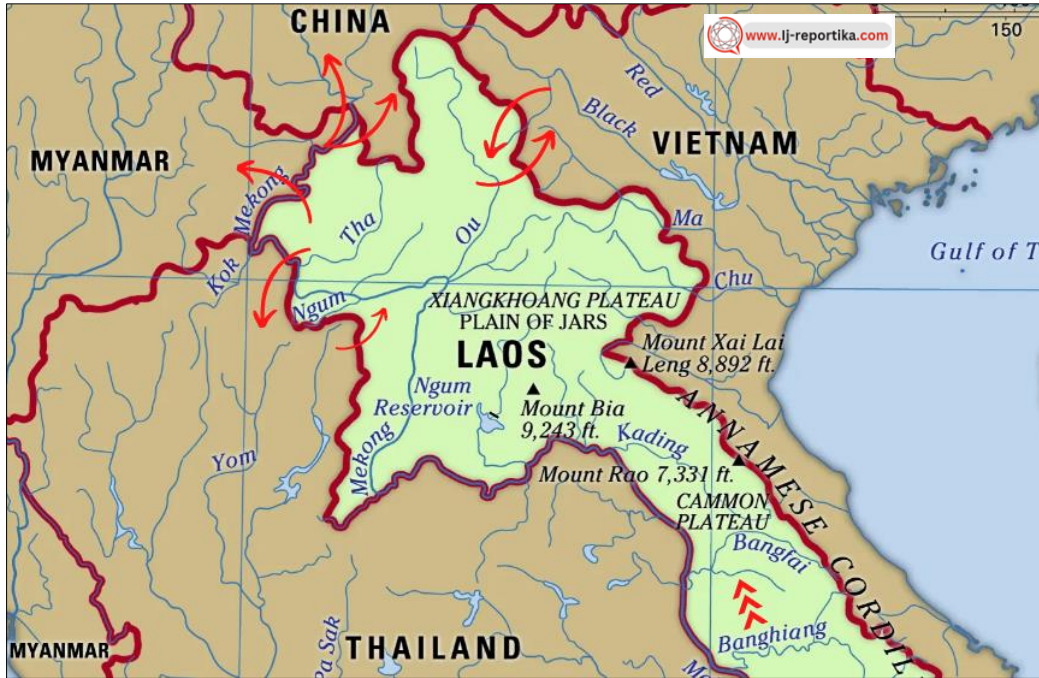 CHINA
www.lj-reportika.com
150
Red
Black
VIETNAM
MYANMAR
Mekong
Tha
Ou
Ma
Kok
Gulf of T
Chu
Ngum
XIANGKHOANG PLATEAU
PLAIN OF JARS
LAOS
Mount Xai Lai
Leng 8,892 ft.
Ngum
Reservoir
Mount Bia
9,243 ft.
ANNAMESE CORDIL
Kading
Yom
Mekong
Mount Rao 7,331 ft.
CAMMON
PLATEAU
Bangfai
Banghiang
THAILAND
MYANMAR
pa Sak